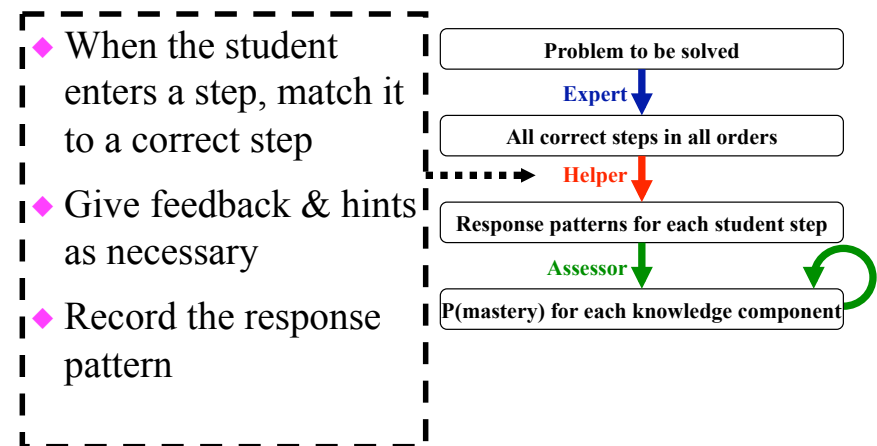 When the student
enters a step, match it
to a correct step
Give feedback & hints
as necessary
Record the response
pattern
Problem to be solved
Expert
All correct steps in all orders
Helper
Response patterns for each student step
Assessor
P(mastery) for each knowledge component